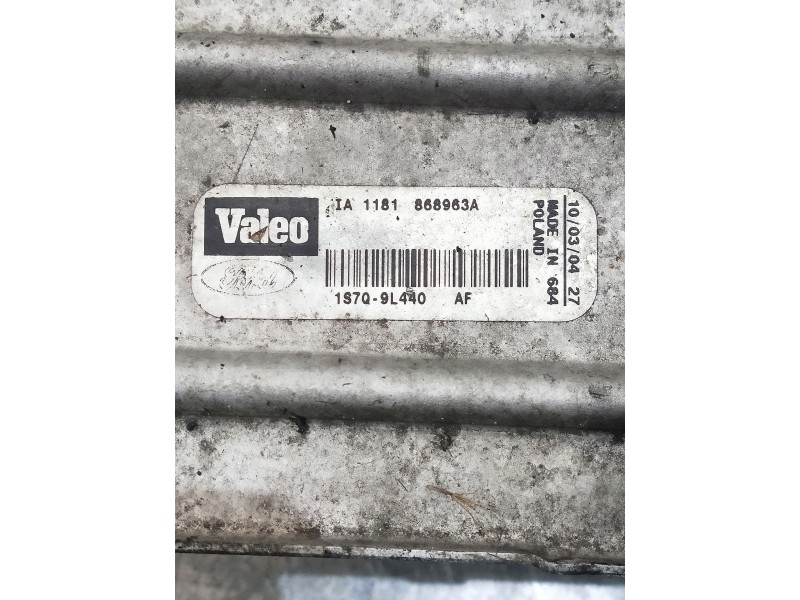 Valeo
IA 1181 868963A
1S7Q-9L440 AF
10/03/04 27
MADE IN 684
POLAND